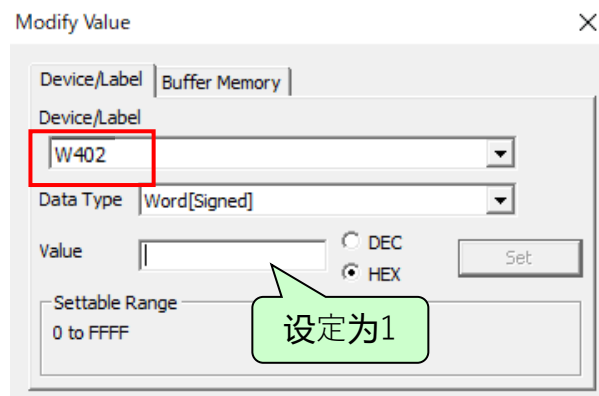 Modify Value
Device/Label Buffer Memory
Device/Label
W402
Data Type Word[Signed]
Value DEC Set
HEX
Settable Range
0 to FFFF
设定为1